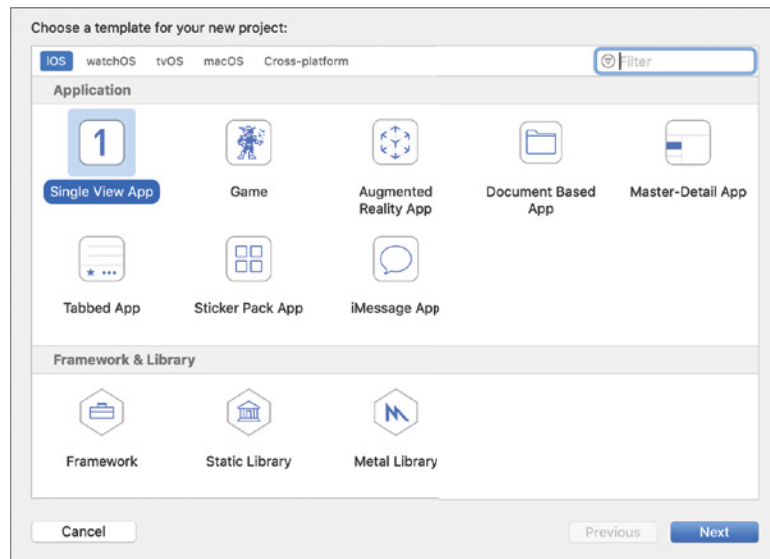 Choose a template for your new project:
iOS watchOS tvOS macOS Cross-platform Filter
Application
1
Single View App Game Augmented Reality App Document Based App Master-Detail App
Tabbed App Sticker Pack App iMessage App
Framework & Library
Framework Static Library Metal Library
Cancel Previous Next